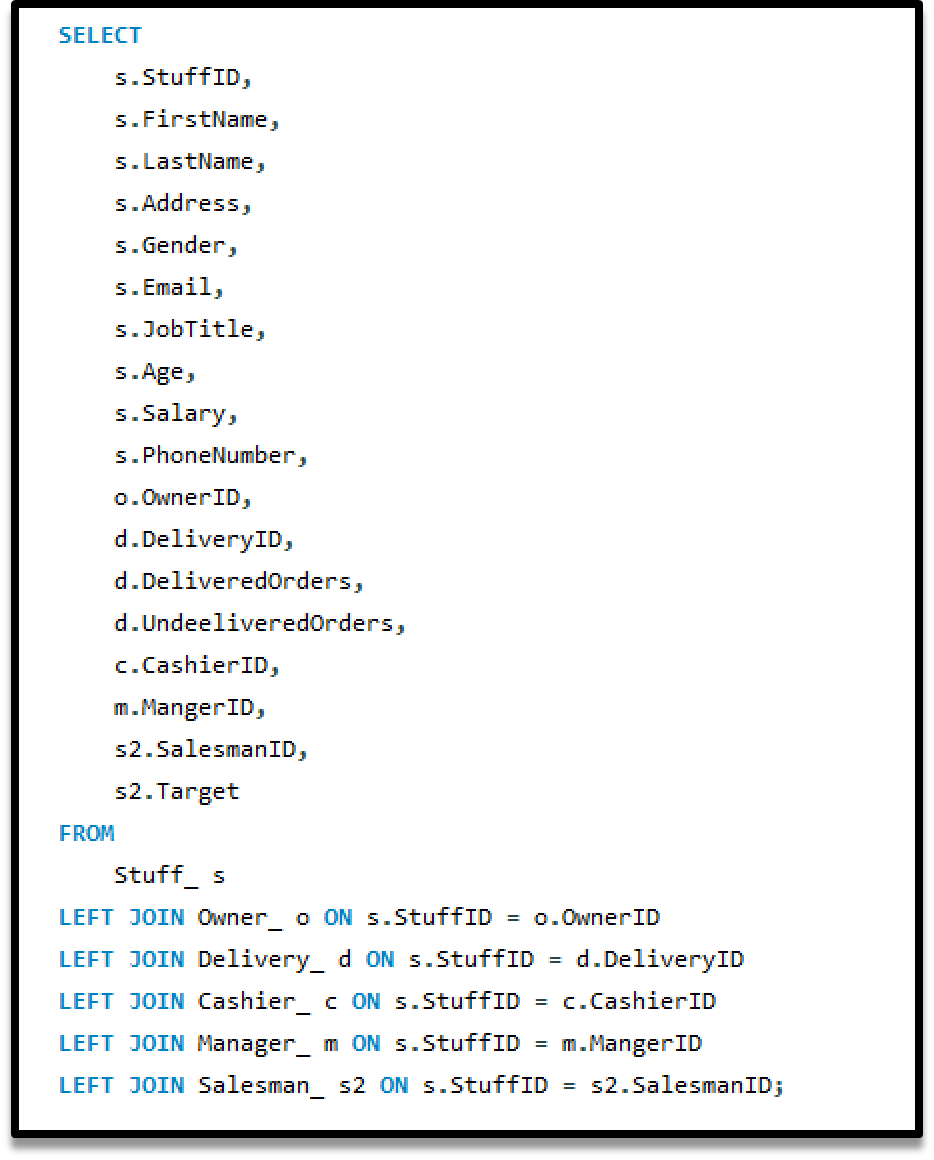 SELECT
s.StuffID,
s.FirstName,
s.LastName,
s.Address,
s.Gender,
s.Email,
s.JobTitle,
s.Age,
s.Salary,
s.PhoneNumber,
o.OwnerID,
d.DeliveryID,
d.DeliveredOrders,
d.UndeeliveredOrders,
c.CashierID,
m.MangerID,
s2.SalesmanID,
s2.Target
FROM
Stuff_ s
LEFT JOIN Owner_ o ON s.StuffID = o.OwnerID
LEFT JOIN Delivery_ d ON s.StuffID = d.DeliveryID
LEFT JOIN Cashier_ c ON s.StuffID = c.CashierID
LEFT JOIN Manager_ m ON s.StuffID = m.MangerID
LEFT JOIN Salesman_ s2 ON s.StuffID = s2.SalesmanID;